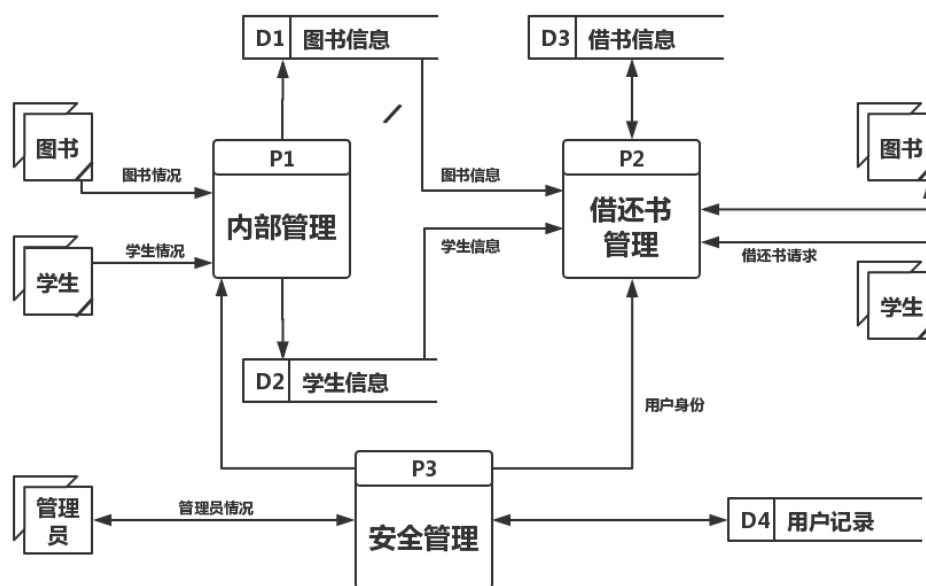 D1 图书信息
D3 借书信息
图书
P1
P2
图书
图书情况
图书信息
内部管理
借还书
管理
学生情况
学生信息
借还书请求
学生
学生
D2 学生信息
用户身份
P3
管理员情况
管理
员
安全管理
D4 用户记录